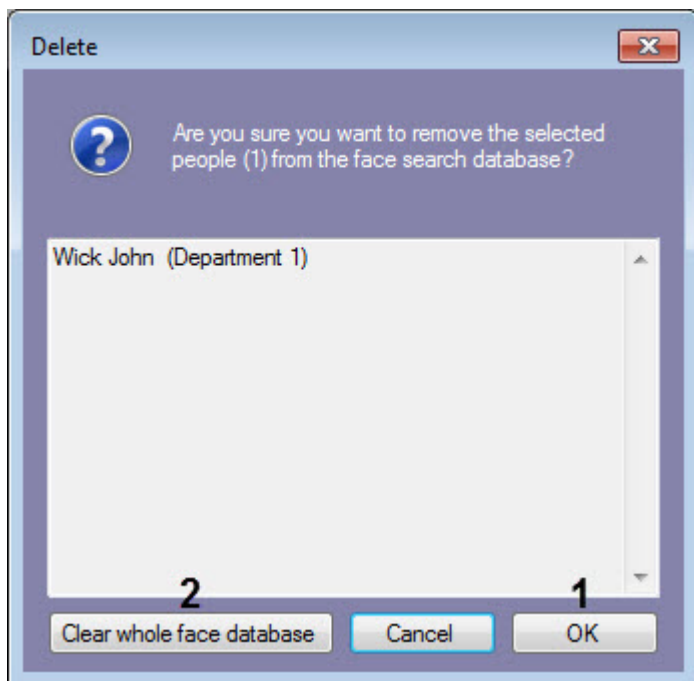 Delete
Are you sure you want to remove the selected
people (1) from the face search database?
Wick John (Department 1)
2
1
Clear whole face database
Cancel
OK